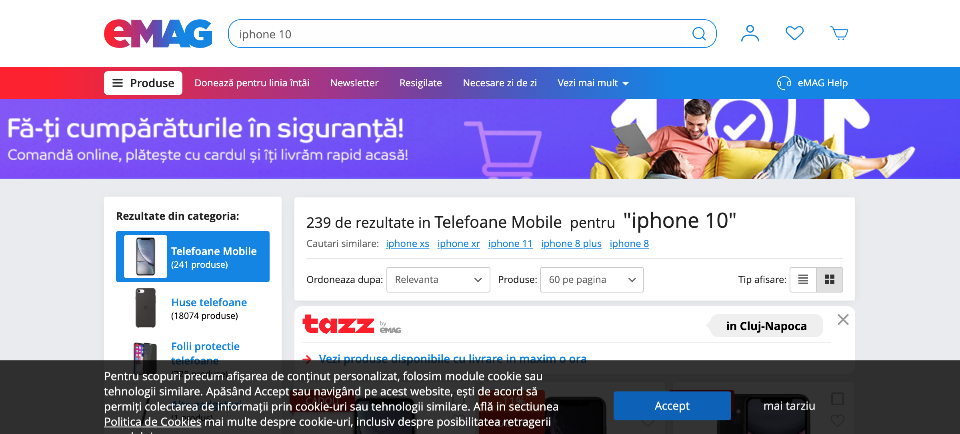 eMAG
iphone 10
Produse
Donează pentru linia întâi
Newsletter
Resigilate
Necesare zi de zi
Vezi mai mult
eMAG Help
Fă-ți cumpărăturile în siguranță!
Comandă online, plătește cu cardul și îți livrăm rapid acasă!
Rezultate din categoria:
Telefoane Mobile
(241 produse)
Huse telefoane
(18074 produse)
Folii protectie
telefoane
239 de rezultate in Telefoane Mobile pentru "iphone 10"
Cautari similare: iphone xs iphone xr iphone 11 iphone 8 plus iphone 8
Ordoneaza dupa: Relevanta Produse: 60 pe pagina Tip afisare:
tazz by eMAG
in Cluj-Napoca
Vezi produse disponibile cu livrare in maxim o ora
Pentru scopuri precum afișarea de conținut personalizat, folosim module cookie sau
tehnologii similare. Apăsând Accept sau navigând pe acest website, ești de acord să
permiți colectarea de informații prin cookie-uri sau tehnologii similare. Află in sectiunea
Politica de Cookies mai multe despre cookie-uri, inclusiv despre posibilitatea retragerii
Accept
mai tarziu